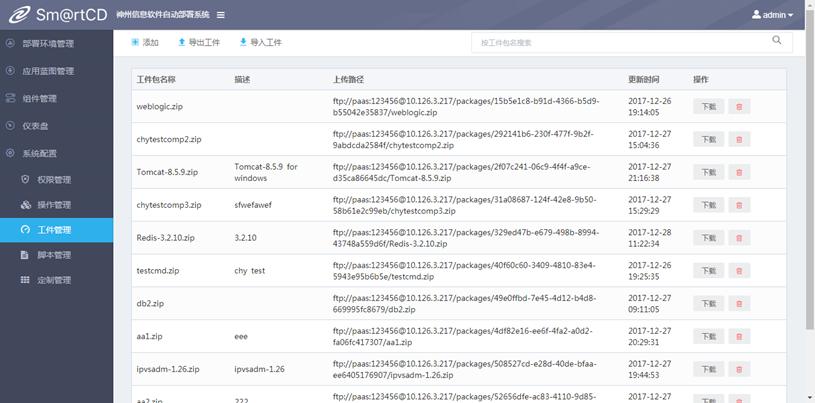 Sm@rtCD 神州信息软件自动部署系统 admin
部署环境管理
应用蓝图管理
组件管理
仪表盘
系统配置
权限管理
操作管理
工件管理
脚本管理
定制管理
添加 导出工件 导入工件 按工件包名搜索
工件包名称 描述 上传路径 更新时间 操作
weblogic.zip ftp://paas:123456@10.126.3.217/packages/15b5e1c8-b91d-4366-b5d9- 2017-12-26 下载
b55042e35837/weblogic.zip 19:14:05
chytestcomp2.zip ftp://paas:123456@10.126.3.217/packages/292141b6-230f-477f-9b2f- 2017-12-27 下载
9abdcda2584f/chytestcomp2.zip 15:04:36
Tomcat-8.5.9.zip Tomcat-8.5.9 for ftp://paas:123456@10.126.3.217/packages/2f07c241-06c9-4f4f-a9ce- 2017-12-27 下载
windows d35ca86645dc/Tomcat-8.5.9.zip 21:16:38
chytestcomp3.zip sfwefawef ftp://paas:123456@10.126.3.217/packages/31a08687-124f-42e8-9b50- 2017-12-27 下载
58b61e2c99eb/chytestcomp3.zip 15:29:29
Redis-3.2.10.zip 3.2.10 ftp://paas:123456@10.126.3.217/packages/329ed47b-e679-498b-8994- 2017-12-28 下载
43748a559d6f/Redis-3.2.10.zip 11:22:34
testcmd.zip chy test ftp://paas:123456@10.126.3.217/packages/40f60c60-3409-4810-83e4- 2017-12-26 下载
5943e95b6b5e/testcmd.zip 19:25:35
db2.zip ftp://paas:123456@10.126.3.217/packages/49e0ffbd-7e45-4d12-b4d8- 2017-12-27 下载
669995fc8679/db2.zip 09:11:05
aa1.zip eee ftp://paas:123456@10.126.3.217/packages/4df82e16-ee6f-4fa2-a0d2- 2017-12-27 下载
fa06fc417307/aa1.zip 20:29:31
ipvsadm-1.26.zip ipvsadm-1.26 ftp://paas:123456@10.126.3.217/packages/508527cd-e28d-40de-bfaa- 2017-12-27 下载
ee6405176907/ipvsadm-1.26.zip 19:44:53
aa2.zip 222 ftp://paas:123456@10.126.3.217/packages/52656dfe-ac83-4110-9d85- 2017-12-27 下载